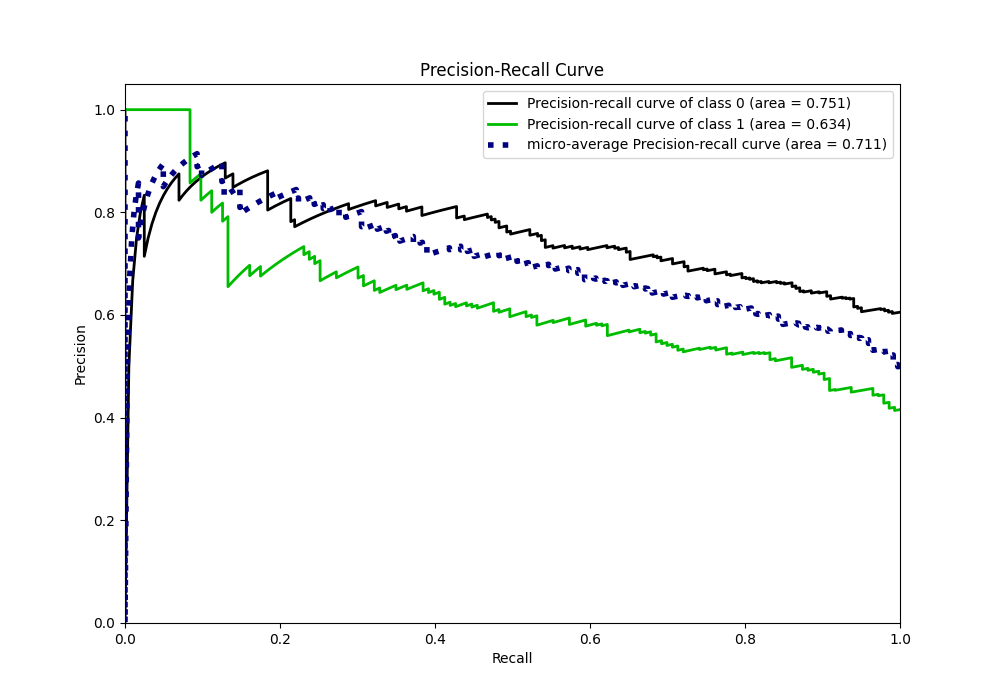 Precision-Recall Curve
Precision-recall curve of class 0 (area = 0.751)
Precision-recall curve of class 1 (area = 0.634)
micro-average Precision-recall curve (area = 0.711)
Precision
1.0
0.8
0.6
0.4
0.2
0.0
0.0 0.2 0.4 0.6 0.8 1.0
Recall